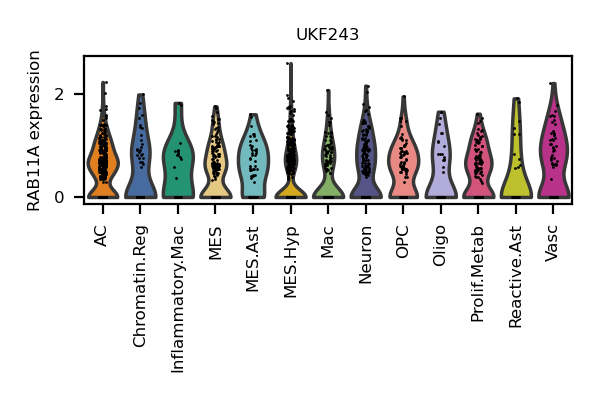 UKF243
RAB11A expression
2
0
AC
Chromatin.Reg
Inflammatory.Mac
MES
MES.Ast
MES.Hyp
Mac
Neuron
OPC
Oligo
Prolif.Metab
Reactive.Ast
Vasc